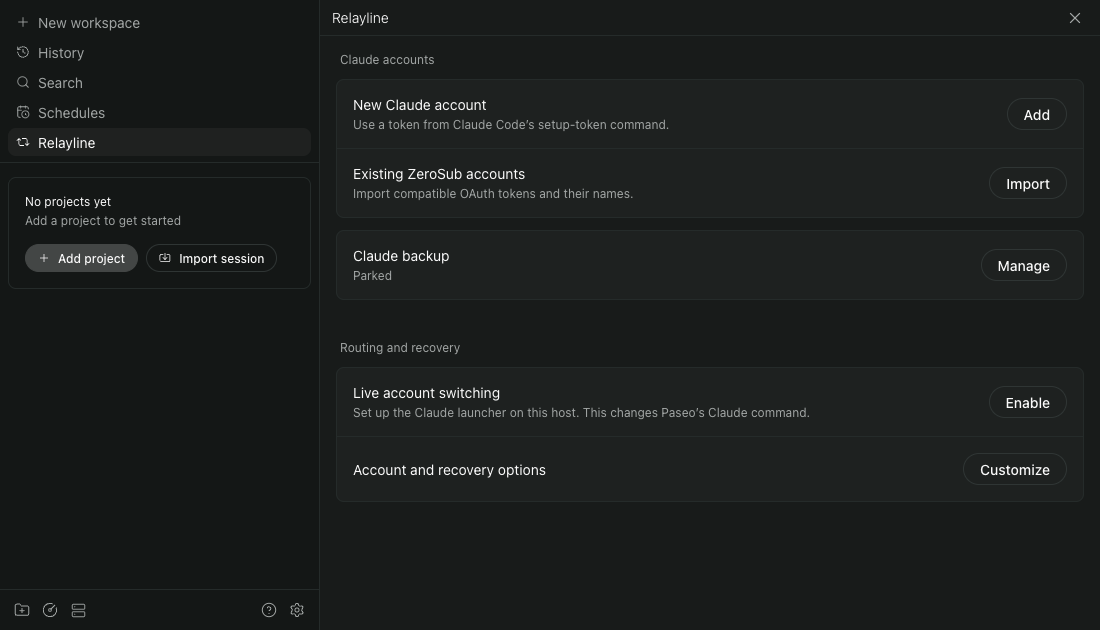 New workspace
History
Search
Schedules
Relayline
No projects yet
Add a project to get started
Add project
Import session
Relayline
Claude accounts
New Claude account
Use a token from Claude Code’s setup-token command.
Add
Existing ZeroSub accounts
Import compatible OAuth tokens and their names.
Import
Claude backup
Parked
Manage
Routing and recovery
Live account switching
Set up the Claude launcher on this host. This changes Paseo’s Claude command.
Enable
Account and recovery options
Customize